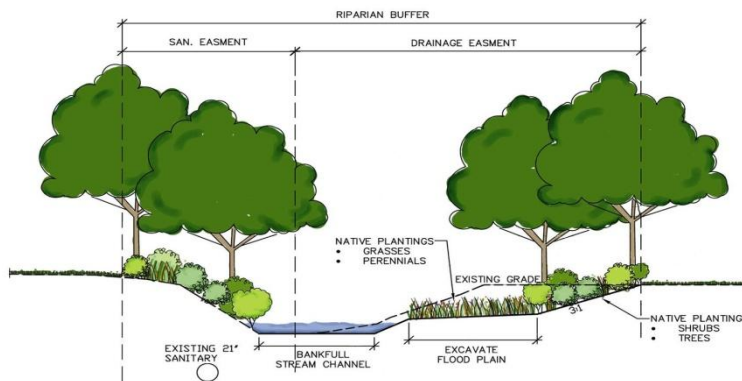 RIPARIAN BUFFER
SAN. EASMENT
DRAINAGE EASMENT
NATIVE PLANTINGS
• GRASSES
• PERENNIALS
EXISTING GRADE
3:1
NATIVE PLANTING
• SHRUBS
• TREES
EXISTING 21"
SANITARY
BANKFULL
STREAM CHANNEL
EXCAVATE
FLOOD PLAIN